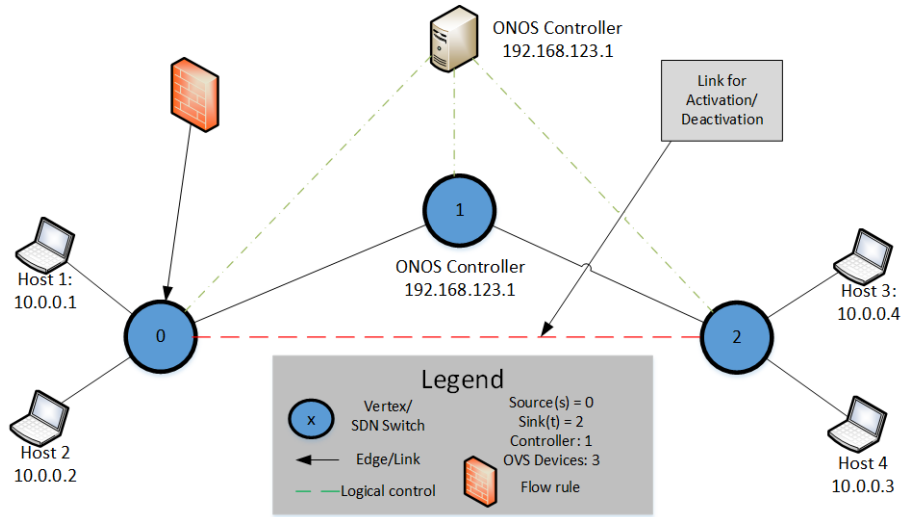 ONOS Controller
192.168.123.1
Link for
Activation/
Deactivation
1
ONOS Controller
192.168.123.1
Host 1:
10.0.0.1
0
Host 3:
10.0.0.4
2
Host 2
10.0.0.2
Host 4
10.0.0.3
Legend
x
Vertex/
SDN Switch
Edge/Link
Logical control
Source(s) = 0
Sink(t) = 2
Controller: 1
OVS Devices: 3
Flow rule